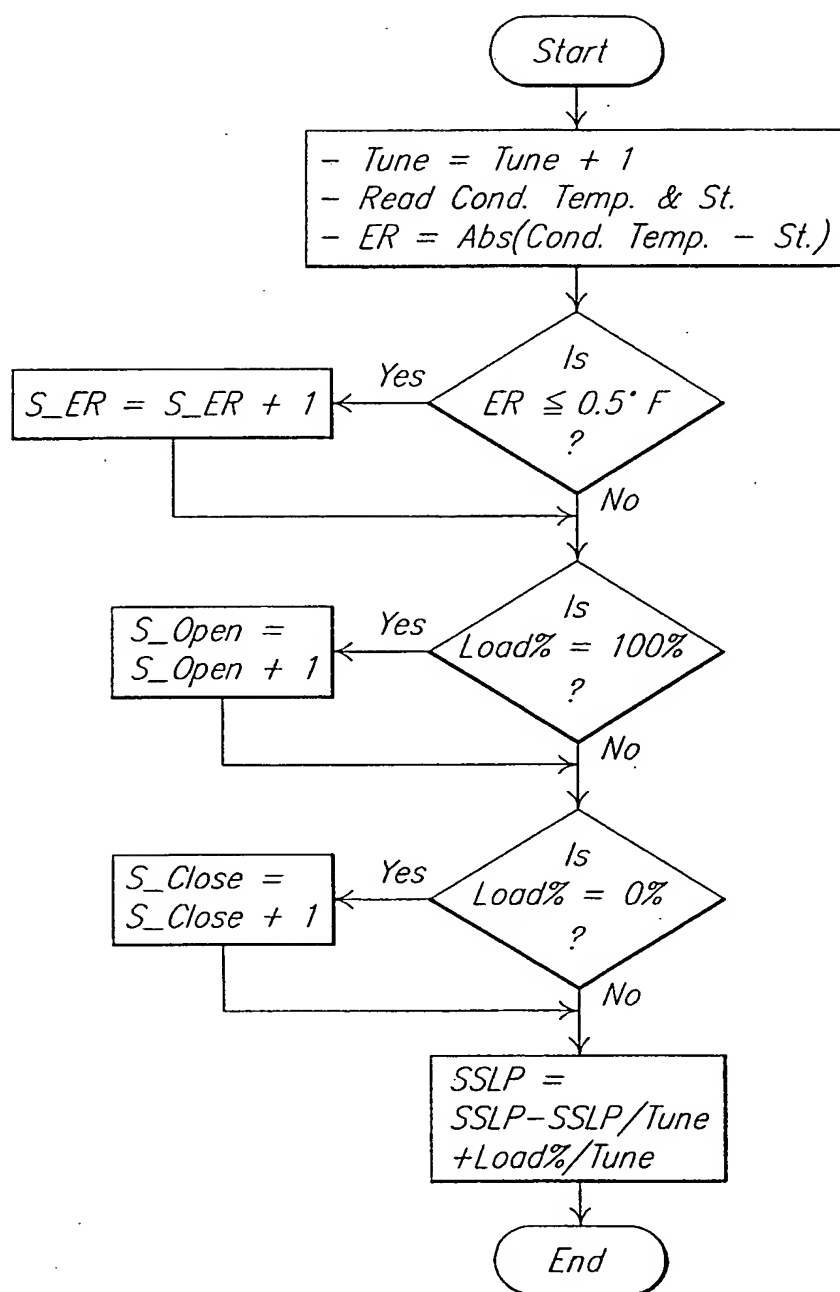 Start
- Tune = Tune + 1
- Read Cond. Temp. & St.
- ER = Abs(Cond. Temp. - St.)
Is
ER ≦ 0.5° F
?
Yes
S_ER = S_ER + 1
No
Is
Load% = 100%
?
Yes
S_Open =
S_Open + 1
No
Is
Load% = 0%
?
Yes
S_Close =
S_Close + 1
No
SSLP =
SSLP-SSLP/Tune
+Load%/Tune
End